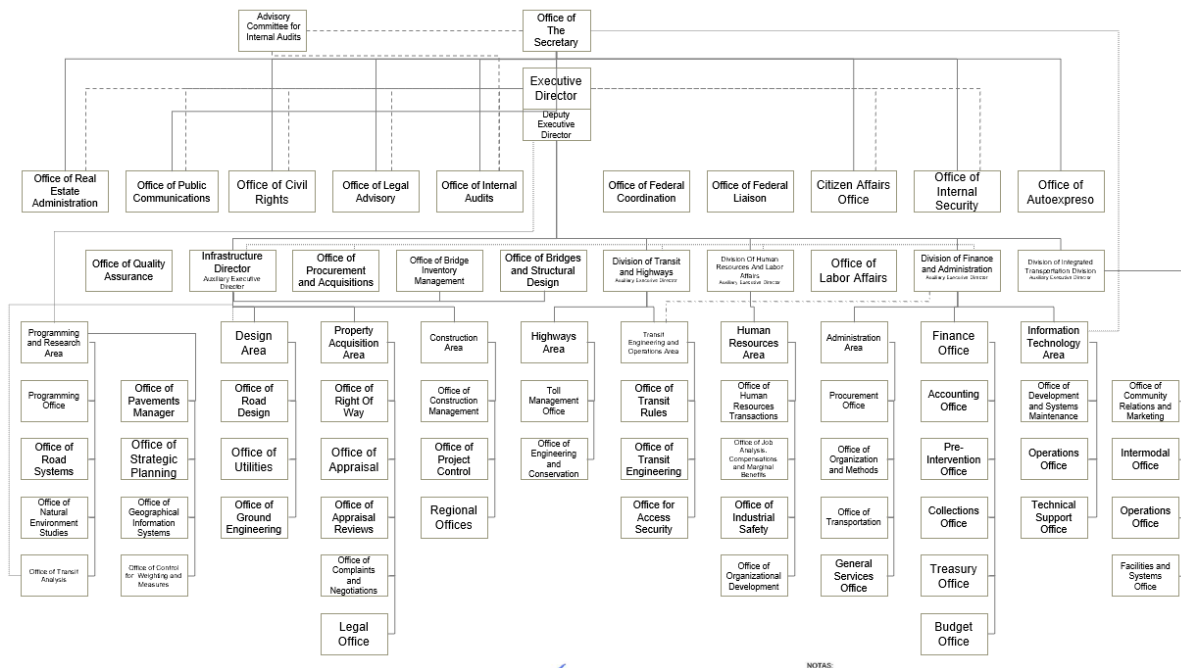 Advisory
Committee for
Internal Audits
Office of
The
Secretary
Executive
Director
Deputy
Executive
Director
Office of Real
Estate
Administration
Office of Public
Communications
Office of Civil
Rights
Office of Legal
Advisory
Office of Internal
Audits
Office of Federal
Coordination
Office of Federal
Liaison
Citizen Affairs
Office
Office of
Internal
Security
Office of
Autoexpreso
Office of Quality
Assurance
Infrastructure
Director
Auxiliary Executive
Director
Office of
Procurement
and Acquisitions
Office of Bridge
Inventory
Management
Office of Bridges
and Structural
Design
Division of Transit
and Highways
Auxiliary Executive Director
Division Of Human
Resources And Labor
Affairs
Auxiliary Executive Director
Office of
Labor Affairs
Division of Finance
and Administration
Auxiliary Executive Director
Division of Integrated
Transportation Division
Auxiliary Executive Director
Programming
and Research
Area
Design
Area
Property
Acquisition
Area
Construction
Area
Highways
Area
Transit
Engineering and
Operations Area
Human
Resources
Area
Administration
Area
Finance
Office
Information
Technology
Area
Programming
Office
Office of
Pavements
Manager
Office of
Road
Design
Office of
Right Of
Way
Office of
Construction
Management
Toll
Management
Office
Office of
Transit
Rules
Office of
Human
Resources
Transactions
Procurement
Office
Accounting
Office
Office of
Development
and Systems
Maintenance
Office of
Community
Relations and
Marketing
Office of
Road
Systems
Office of
Strategic
Planning
Office of
Utilities
Office of
Appraisal
Office of
Project
Control
Office of
Engineering
and
Conservation
Office of
Transit
Engineering
Office of Job
Analysis,
Compensations
and Marginal
Benefits
Office of
Organization
and Methods
Pre-
Intervention
Office
Operations
Office
Intermodal
Office
Office of
Natural
Environment
Studies
Office of
Geographical
Information
Systems
Office of
Ground
Engineering
Office of
Appraisal
Reviews
Regional
Offices
Office for
Access
Security
Office of
Industrial
Safety
Office of
Transportation
Collections
Office
Technical
Support
Office
Operations
Office
Office of Transit
Analysis
Office of Control
for Weighting and
Measures
Office of
Complaints
and
Negotiations
Office of
Organizational
Development
General
Services
Office
Treasury
Office
Facilities and
Systems
Office
Legal
Office
Budget
Office
NOTAS: